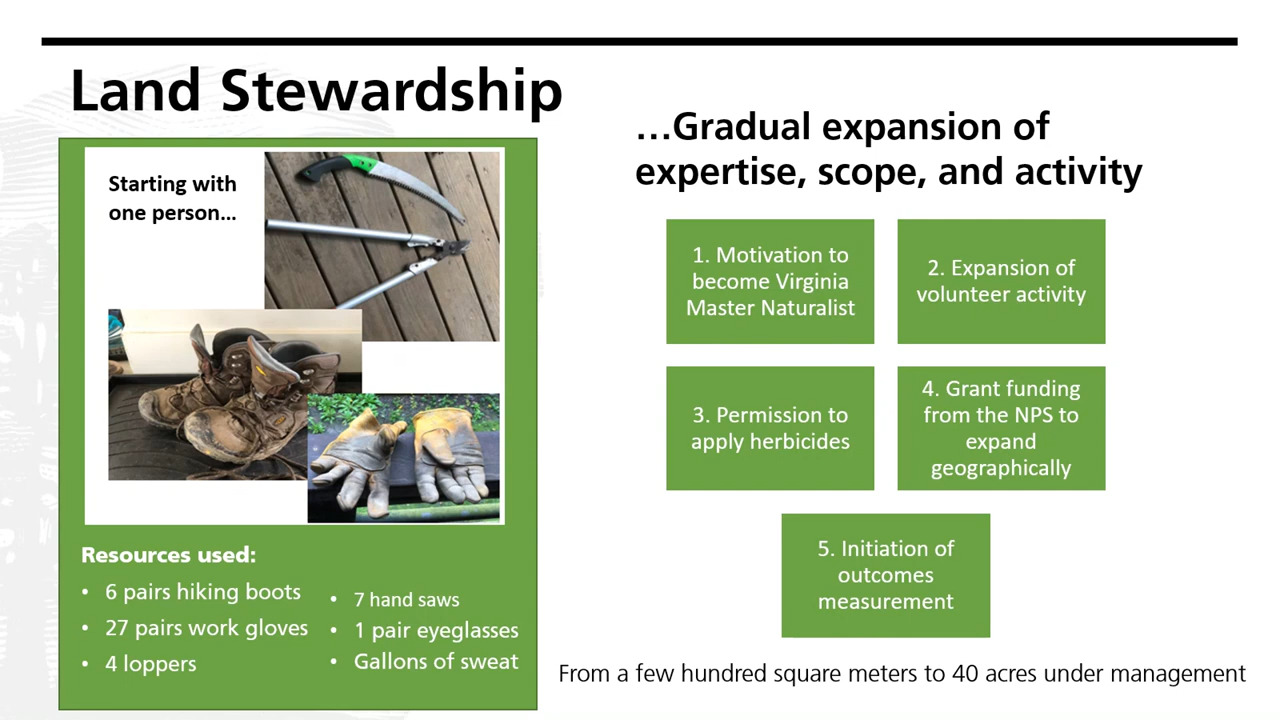 Land Stewardship
Starting with
one person...
Resources used:
• 6 pairs hiking boots
• 27 pairs work gloves
• 4 loppers
• 7 hand saws
• 1 pair eyeglasses
• Gallons of sweat
...Gradual expansion of
expertise, scope, and activity
1. Motivation to
become Virginia
Master Naturalist
2. Expansion of
volunteer activity
3. Permission to
apply herbicides
4. Grant funding
from the NPS to
expand
geographically
5. Initiation of
outcomes
measurement
From a few hundred square meters to 40 acres under management